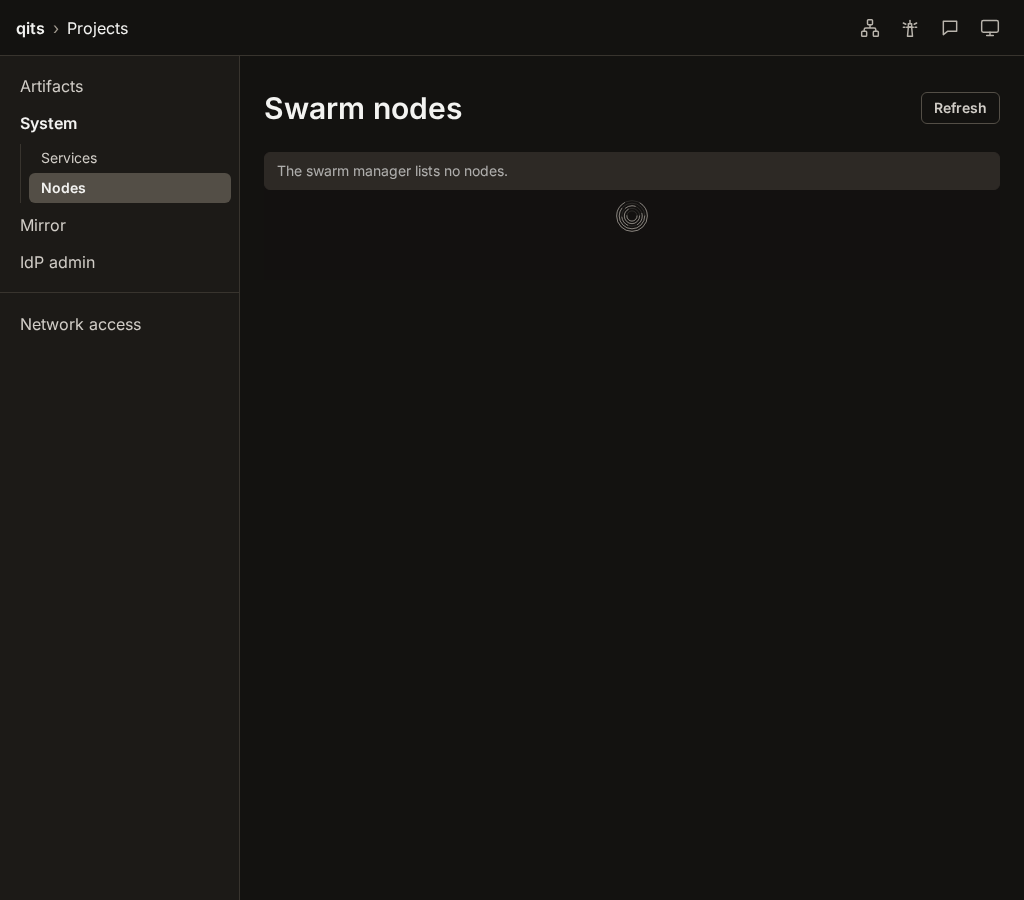 qits › Projects
Artifacts
System
Services
Nodes
Mirror
IdP admin
Network access
Swarm nodes
Refresh
The swarm manager lists no nodes.